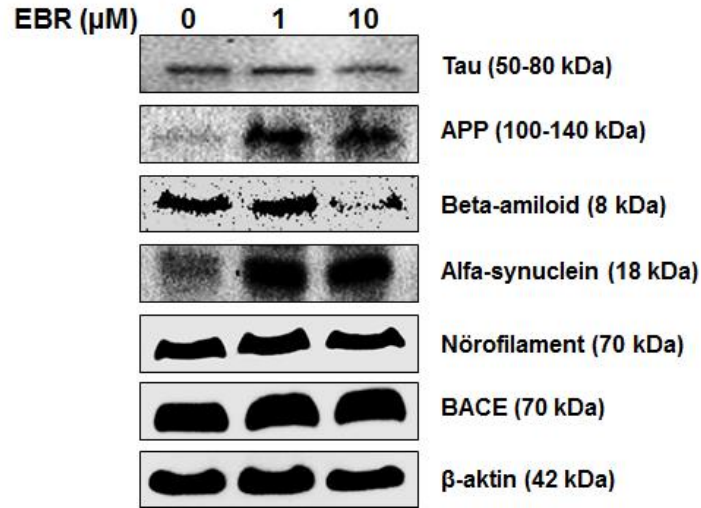 EBR (µM) 0 1 10
Tau (50-80 kDa)
APP (100-140 kDa)
Beta-amiloid (8 kDa)
Alfa-synuclein (18 kDa)
Nörofilament (70 kDa)
BACE (70 kDa)
β-aktin (42 kDa)